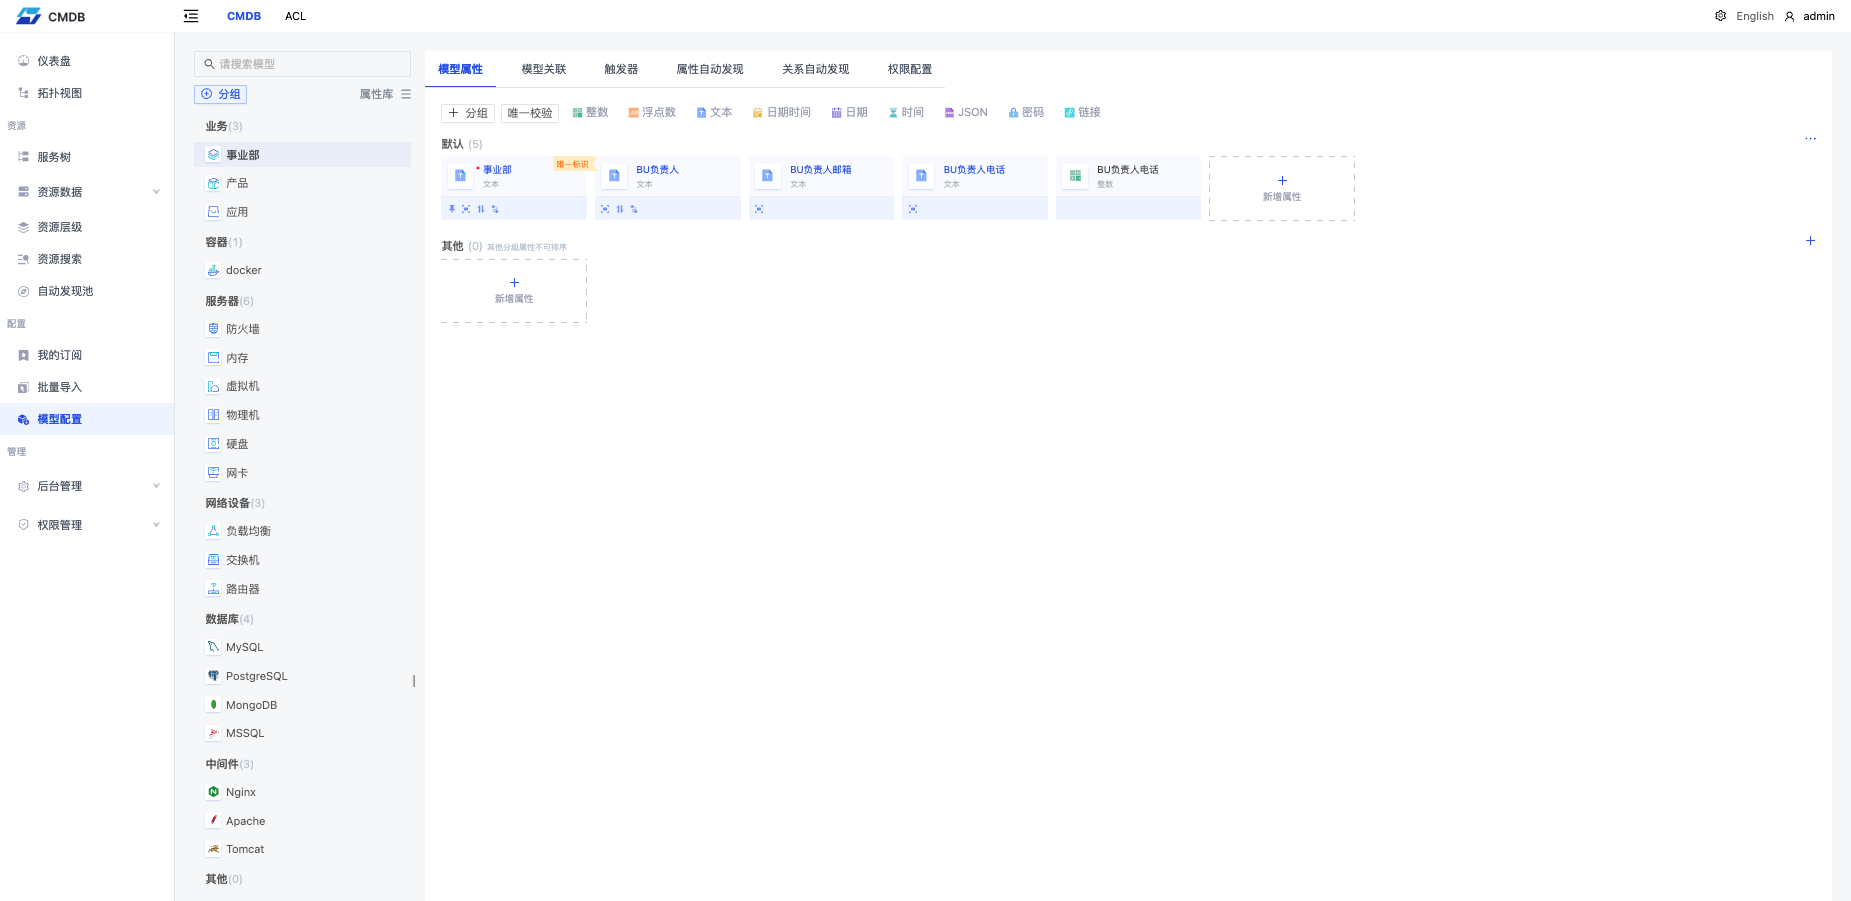 CMDB
CMDB ACL
English admin
仪表盘
拓扑视图
资源
服务树
资源数据
资源层级
资源搜索
自动发现池
配置
我的订阅
批量导入
模型配置
管理
后台管理
权限管理
请搜索模型
分组 属性库
业务(3)
事业部
产品
应用
容器(1)
docker
服务器(6)
防火墙
内存
虚拟机
物理机
硬盘
网卡
网络设备(3)
负载均衡
交换机
路由器
数据库(4)
MySQL
PostgreSQL
MongoDB
MSSQL
中间件(3)
Nginx
Apache
Tomcat
其他(0)
模型属性 模型关联 触发器 属性自动发现 关系自动发现 权限配置
分组 唯一校验 整数 浮点数 文本 日期时间 日期 时间 JSON 密码 链接
默认 (5)
* 事业部
文本
唯一标识
BU负责人
文本
BU负责人邮箱
文本
BU负责人电话
文本
BU负责人电话
整数
新增属性
其他 (0) 其他分组属性不可排序
新增属性